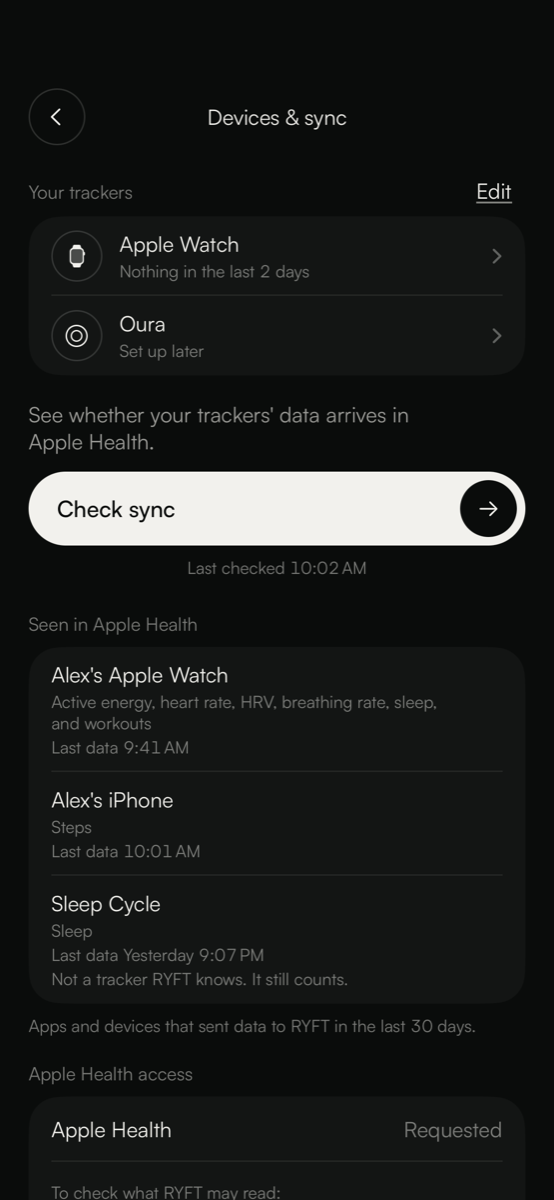 Devices & sync
Your trackers
Edit
Apple Watch
Nothing in the last 2 days
Oura
Set up later
See whether your trackers' data arrives in
Apple Health.
Check sync
Last checked 10:02 AM
Seen in Apple Health
Alex's Apple Watch
Active energy, heart rate, HRV, breathing rate, sleep,
and workouts
Last data 9:41 AM
Alex's iPhone
Steps
Last data 10:01 AM
Sleep Cycle
Sleep
Last data Yesterday 9:07 PM
Not a tracker RYFT knows. It still counts.
Apps and devices that sent data to RYFT in the last 30 days.
Apple Health access
Apple Health
Requested
To check what RYFT may read: